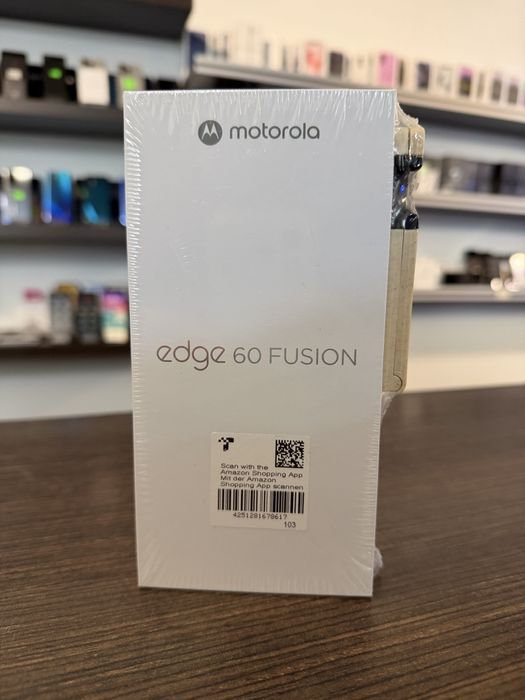 motorola
edge 60 FUSION
Scan with the
Amazon Shopping App
Mit der Amazon
Shopping App scannen
4251281678617
103